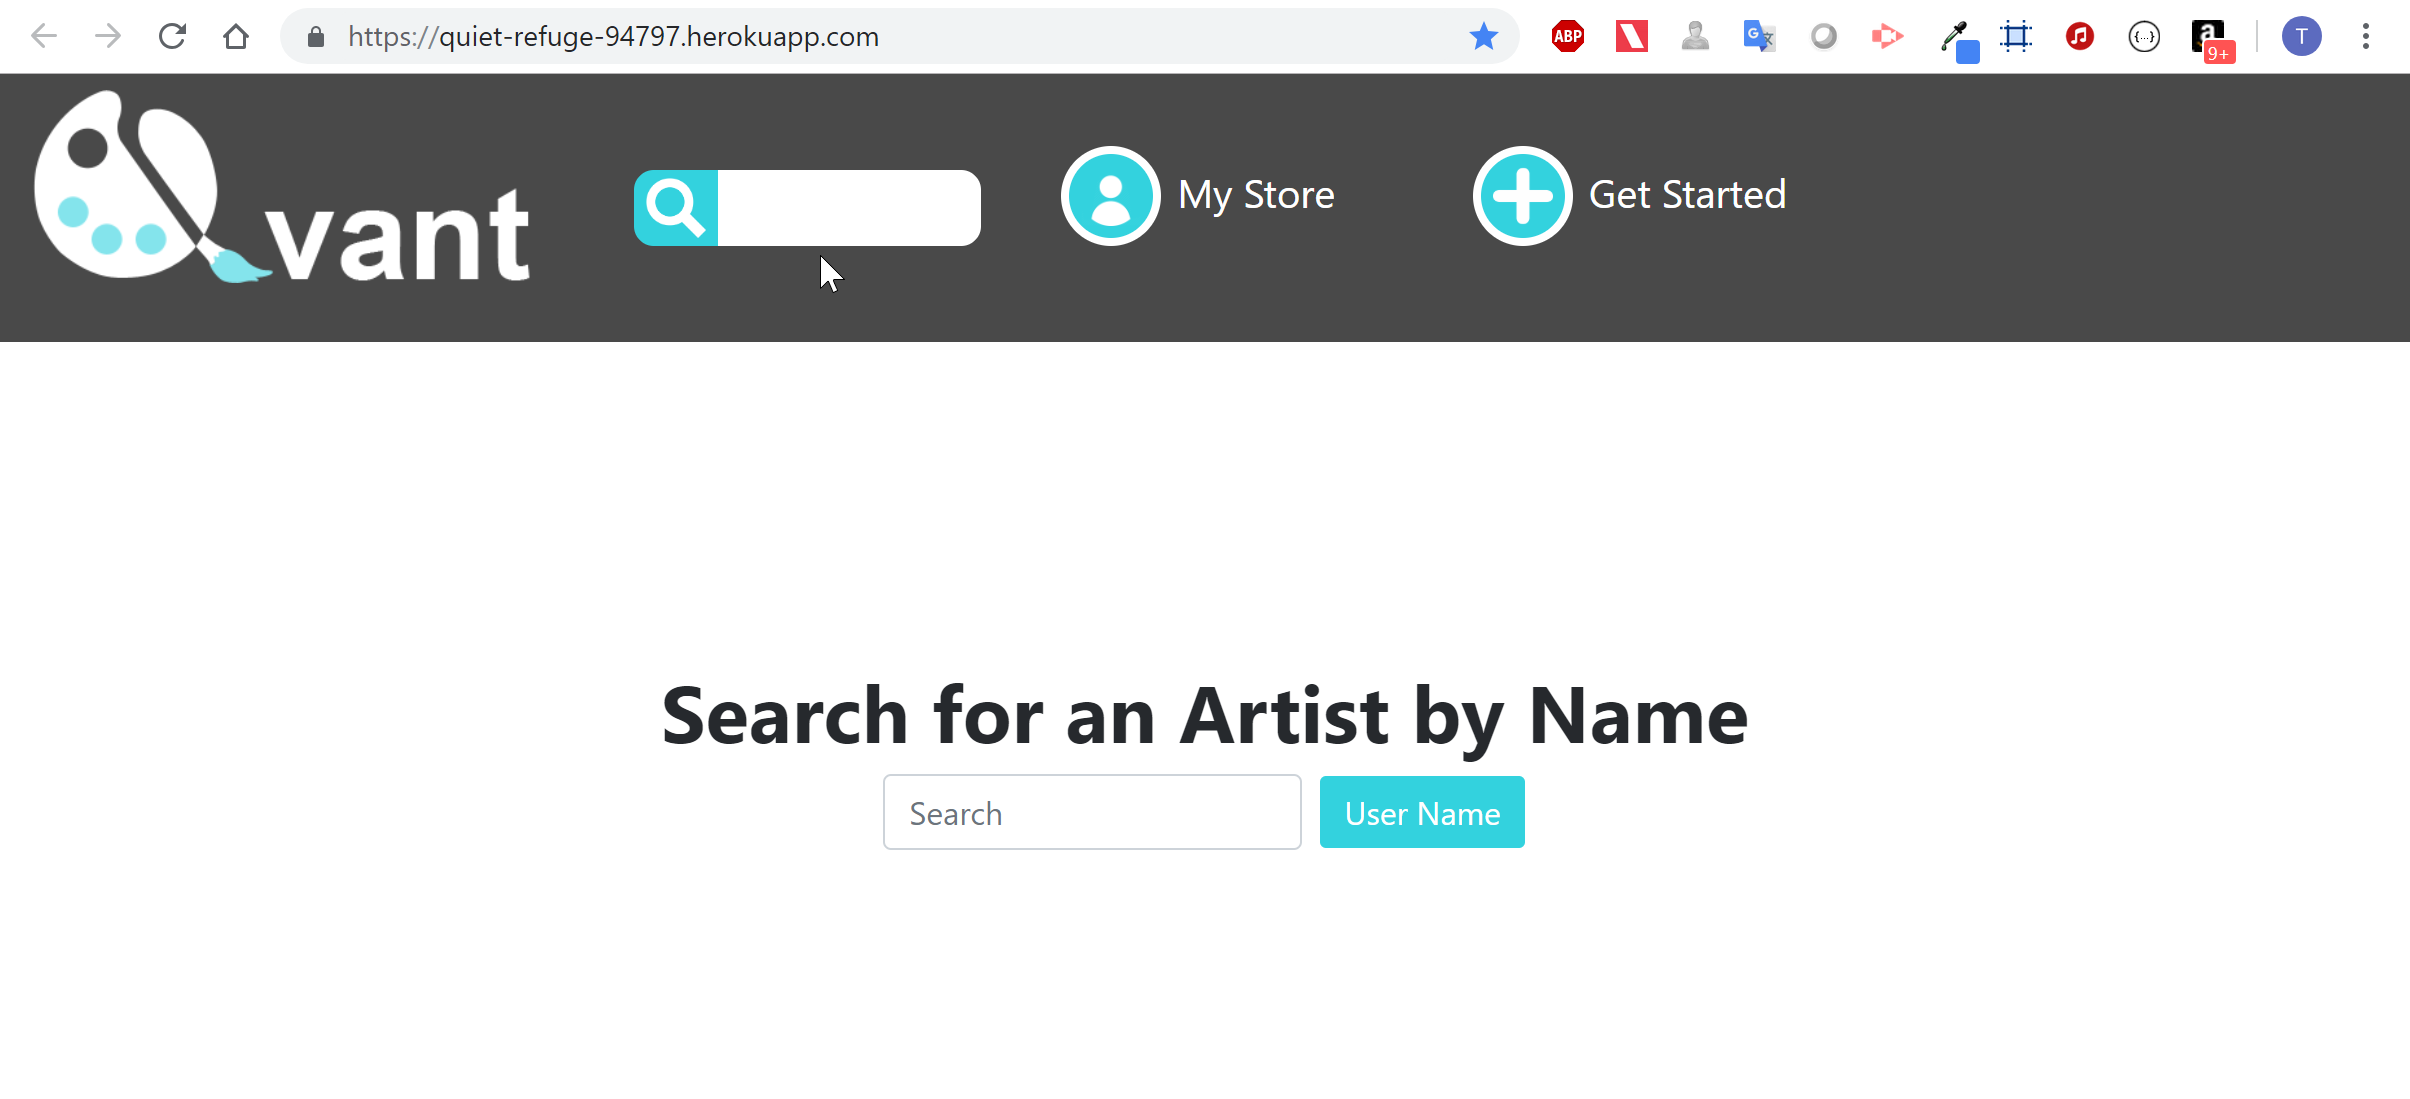 https://quiet-refuge-94797.herokuapp.com
ABP
G
{...}
a
9+
T
vant
My Store
Get Started
Search for an Artist by Name
Search
User Name